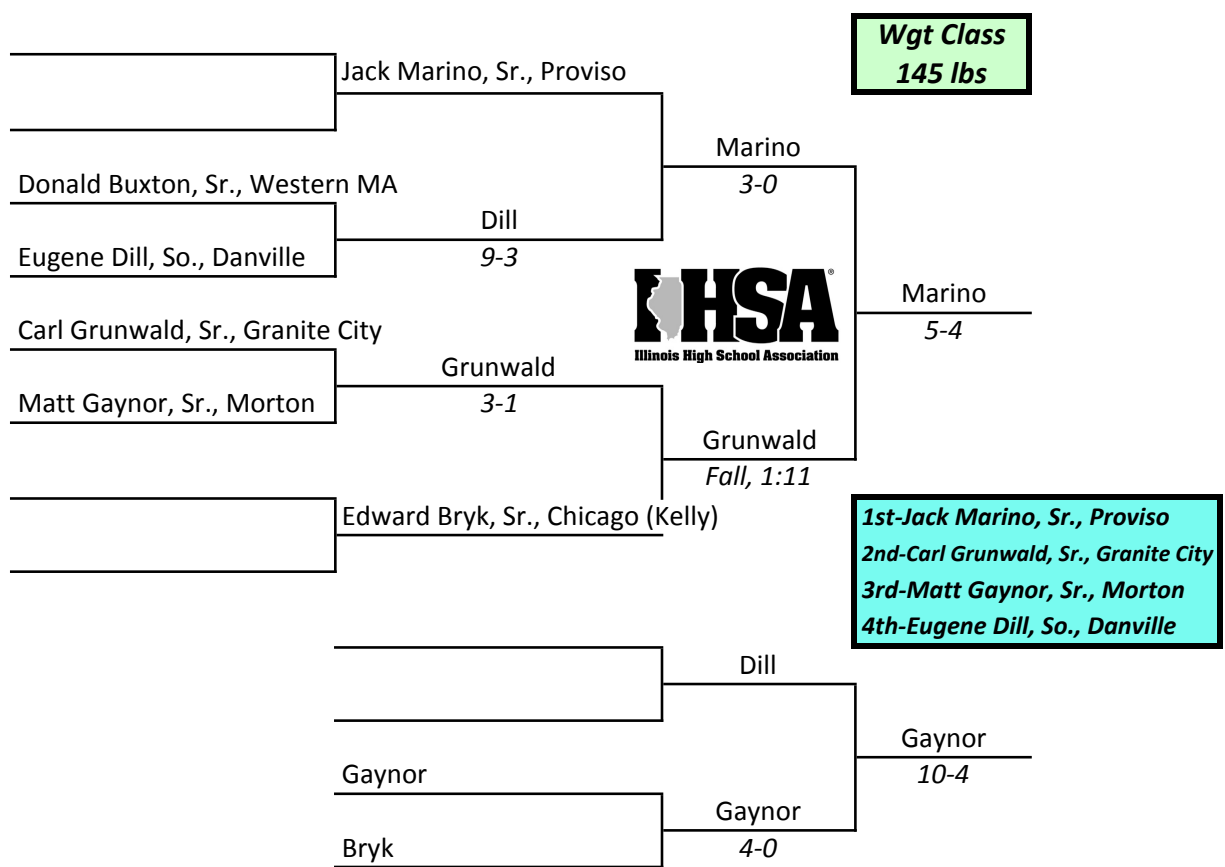 Wgt Class
145 lbs
Jack Marino, Sr., Proviso
Marino
3-0
Donald Buxton, Sr., Western MA
Dill
9-3
Eugene Dill, So., Danville
IHSA®
Illinois High School Association
Marino
5-4
Carl Grunwald, Sr., Granite City
Grunwald
3-1
Matt Gaynor, Sr., Morton
Grunwald
Fall, 1:11
Edward Bryk, Sr., Chicago (Kelly)
1st-Jack Marino, Sr., Proviso
2nd-Carl Grunwald, Sr., Granite City
3rd-Matt Gaynor, Sr., Morton
4th-Eugene Dill, So., Danville
Dill
Gaynor
10-4
Gaynor
Gaynor
4-0
Bryk